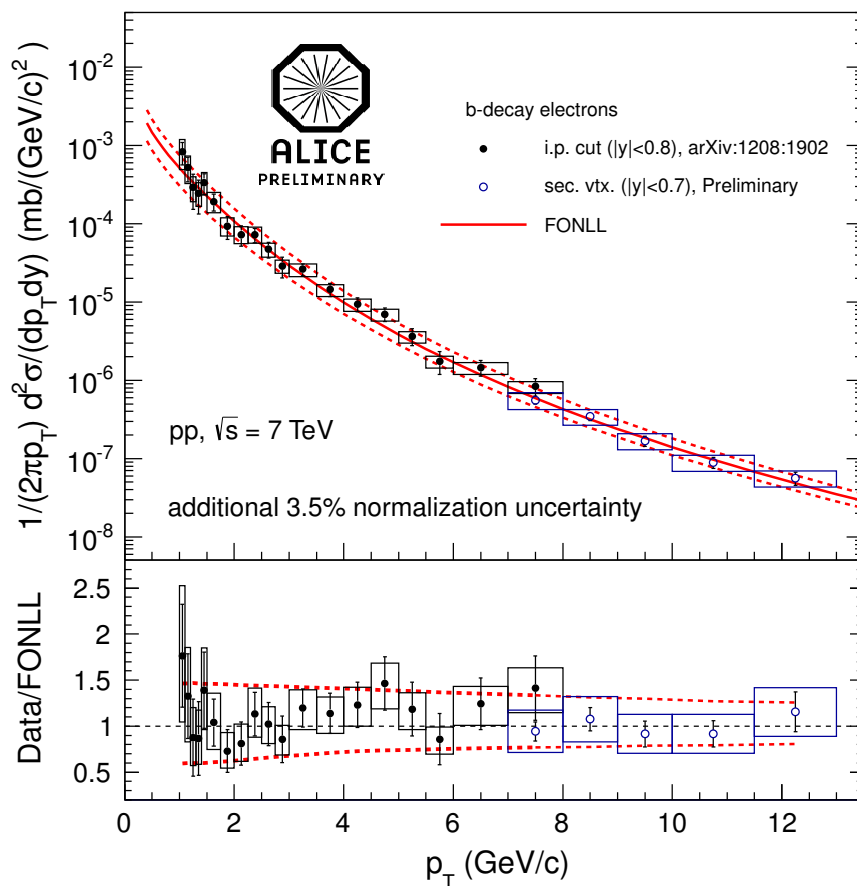 1/(2πp_T) d²σ/(dp_T dy) (mb/(GeV/c)²)
10⁻²
10⁻³
10⁻⁴
10⁻⁵
10⁻⁶
10⁻⁷
10⁻⁸
ALICE
PRELIMINARY
b-decay electrons
i.p. cut (|y|<0.8), arXiv:1208:1902
sec. vtx. (|y|<0.7), Preliminary
FONLL
pp, √s = 7 TeV
additional 3.5% normalization uncertainty
Data/FONLL
2.5
2
1.5
1
0.5
0 2 4 6 8 10 12
p_T (GeV/c)